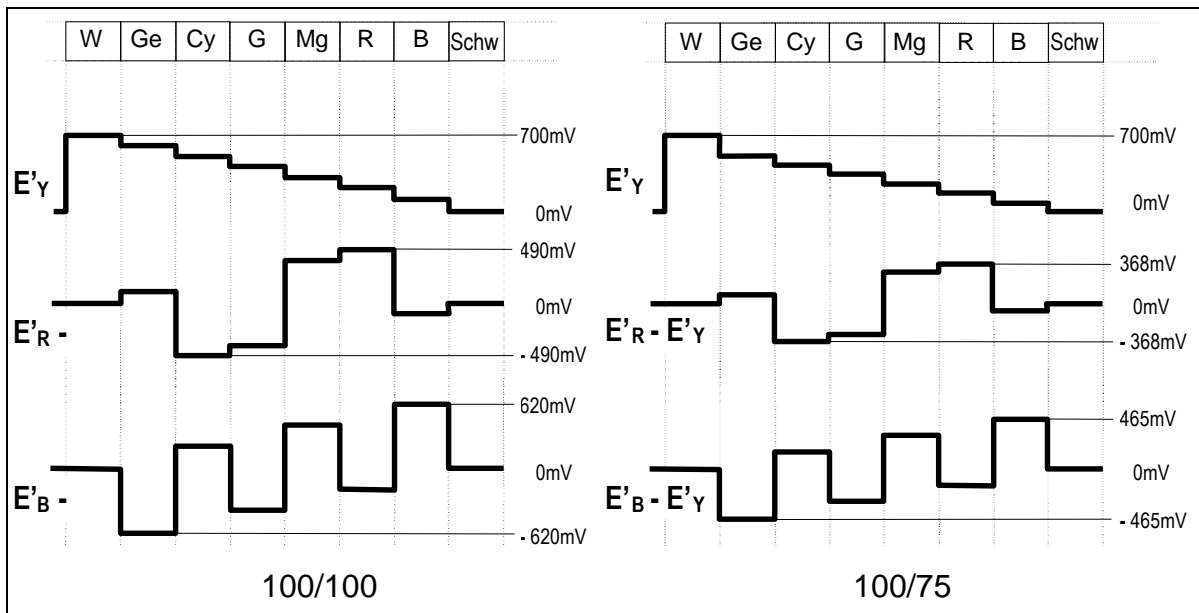 W Ge Cy G Mg R B Schw
700mV
E'Y
0mV
490mV
0mV
E'R -
- 490mV
620mV
0mV
E'B -
- 620mV
100/100
W Ge Cy G Mg R B Schw
700mV
E'Y
0mV
368mV
0mV
E'R - E'Y
- 368mV
465mV
0mV
E'B - E'Y
- 465mV
100/75